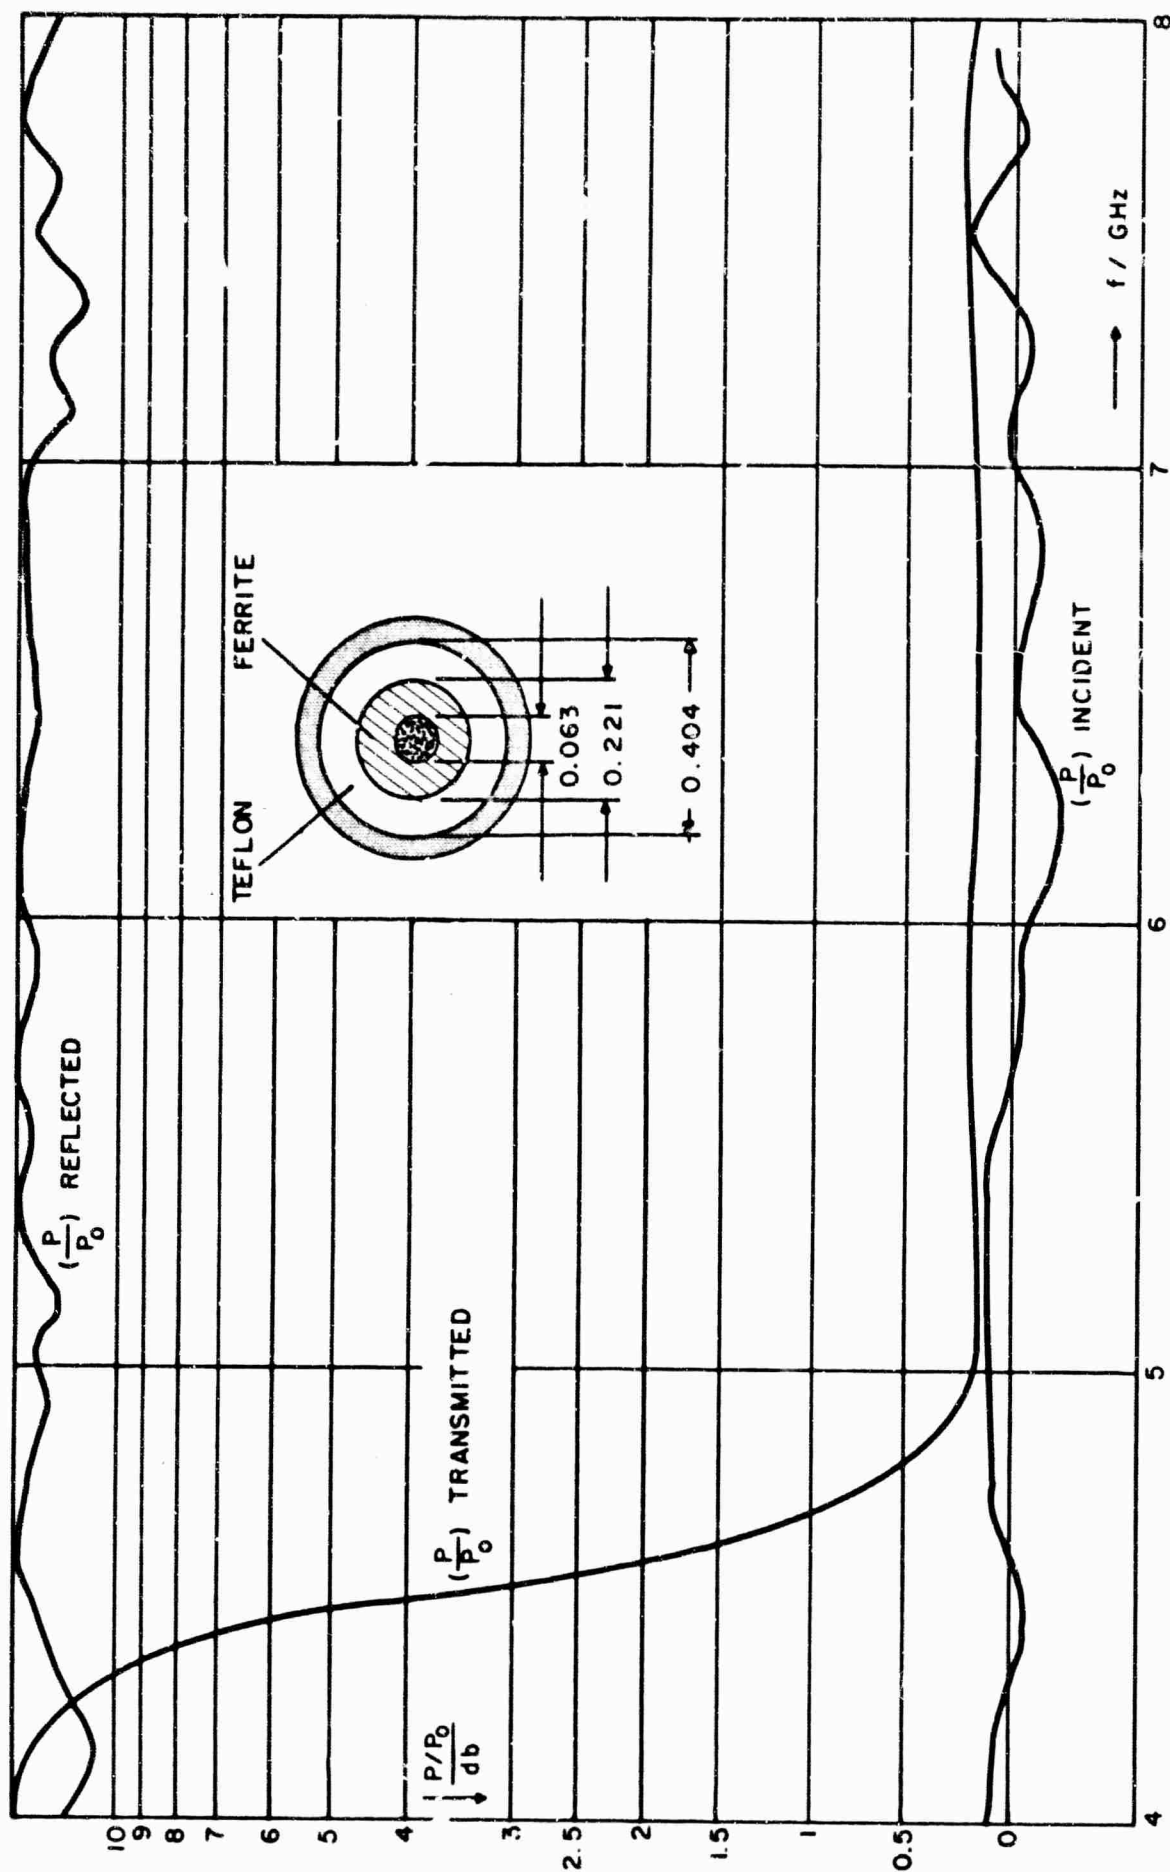 (P/P₀) REFLECTED
(P/P₀) TRANSMITTED
(P/P₀) INCIDENT
TEFLON
FERRITE
0.063
0.221
0.404
P/P₀
db
10
9
8
7
6
5
4
3
2.5
2
1.5
1
0.5
0
4
5
6
7
8
f / GHz